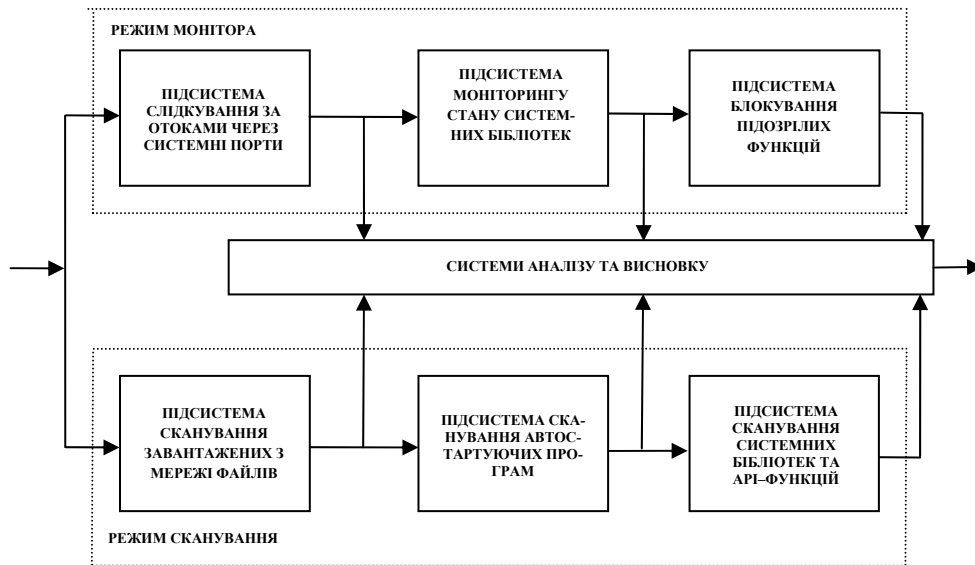 РЕЖИМ МОНІТОРА
ПІДСИСТЕМА
СЛІДКУВАННЯ ЗА
ОТОКАМИ ЧЕРЕЗ
СИСТЕМНІ ПОРТИ
ПІДСИСТЕМА
МОНІТОРИНГУ
СТАНУ СИСТЕМ-
НИХ БІБЛІОТЕК
ПІДСИСТЕМА
БЛОКУВАННЯ
ПІДОЗРІЛИХ
ФУНКЦІЙ
СИСТЕМИ АНАЛІЗУ ТА ВИСНОВКУ
ПІДСИСТЕМА
СКАНУВАННЯ
ЗАВАНТАЖЕНИХ З
МЕРЕЖІ ФАЙЛІВ
ПІДСИСТЕМА СКА-
НУВАННЯ АВТОС-
ТАРТУЮЧИХ ПРО-
ГРАМ
ПІДСИСТЕМА
СКАНУВАННЯ
СИСТЕМНИХ
БІБЛІОТЕК ТА
АРІ–ФУНКЦІЙ
РЕЖИМ СКАНУВАННЯ